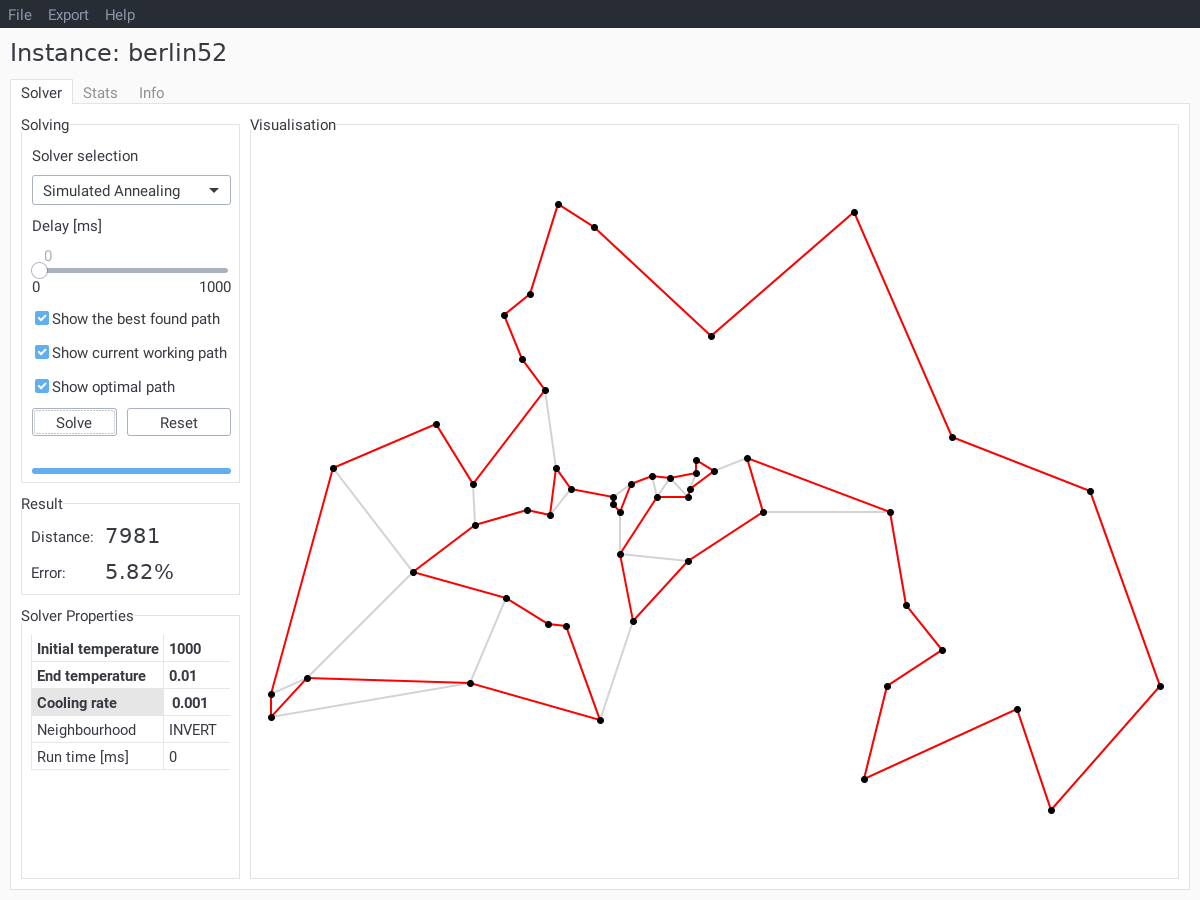 File Export Help
Instance: berlin52
Solver Stats Info
Solving
Solver selection
Simulated Annealing
Delay [ms]
0
0 1000
Show the best found path
Show current working path
Show optimal path
Solve Reset
Result
Distance: 7981
Error: 5.82%
Solver Properties
Initial temperature 1000
End temperature 0.01
Cooling rate 0.001
Neighbourhood INVERT
Run time [ms] 0
Visualisation